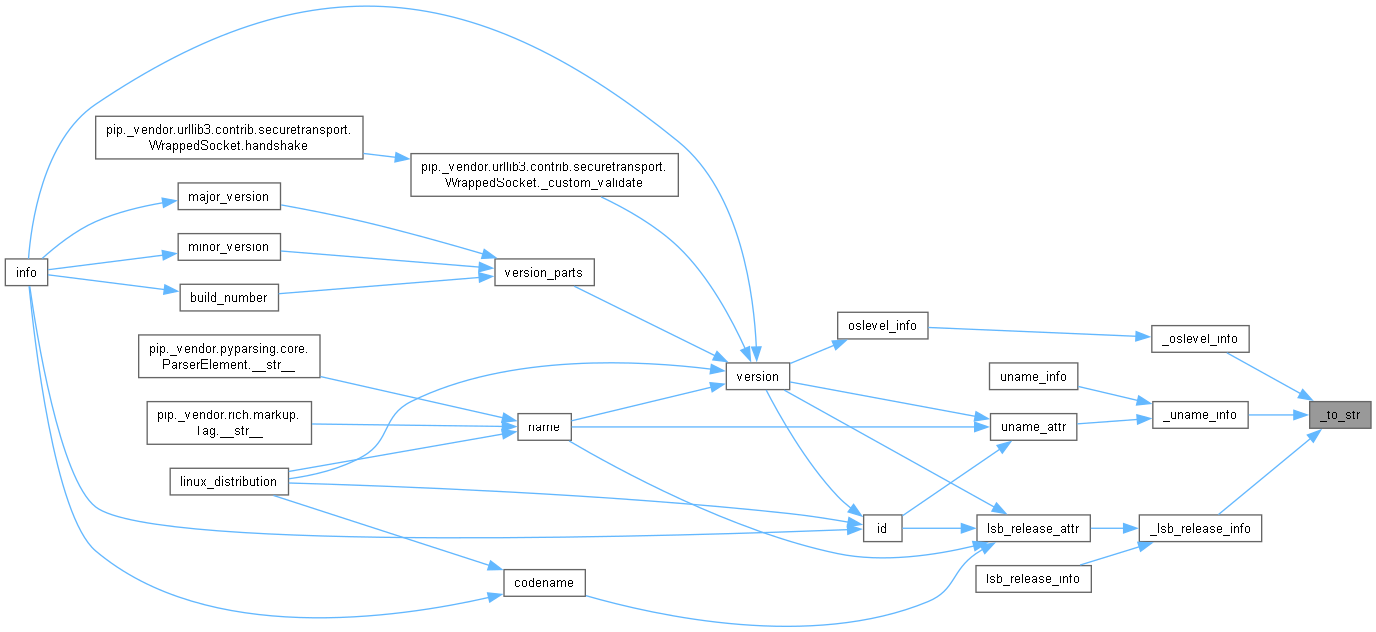 pip._vendor.urllib3.contrib.securetransport.
WrappedSocket.handshake
pip._vendor.urllib3.contrib.securetransport.
WrappedSocket._custom_validate
major_version
minor_version
info
version_parts
build_number
oslevel_info
_oslevel_info
pip._vendor.pyparsing.core.
ParserElement.__str__
version
uname_info
pip._vendor.rich.markup.
Tag.__str__
name
uname_attr
_uname_info
_to_str
linux_distribution
id
lsb_release_attr
_lsb_release_info
codename
lsb_release_info